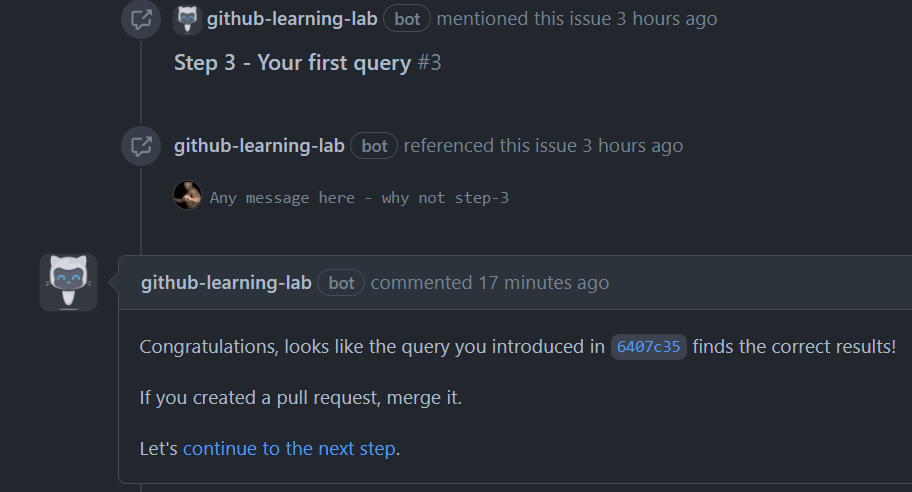 github-learning-lab bot mentioned this issue 3 hours ago
Step 3 - Your first query #3
github-learning-lab bot referenced this issue 3 hours ago
Any message here - why not step-3
github-learning-lab bot commented 17 minutes ago
Congratulations, looks like the query you introduced in 6407c35 finds the correct results!
If you created a pull request, merge it.
Let's continue to the next step.